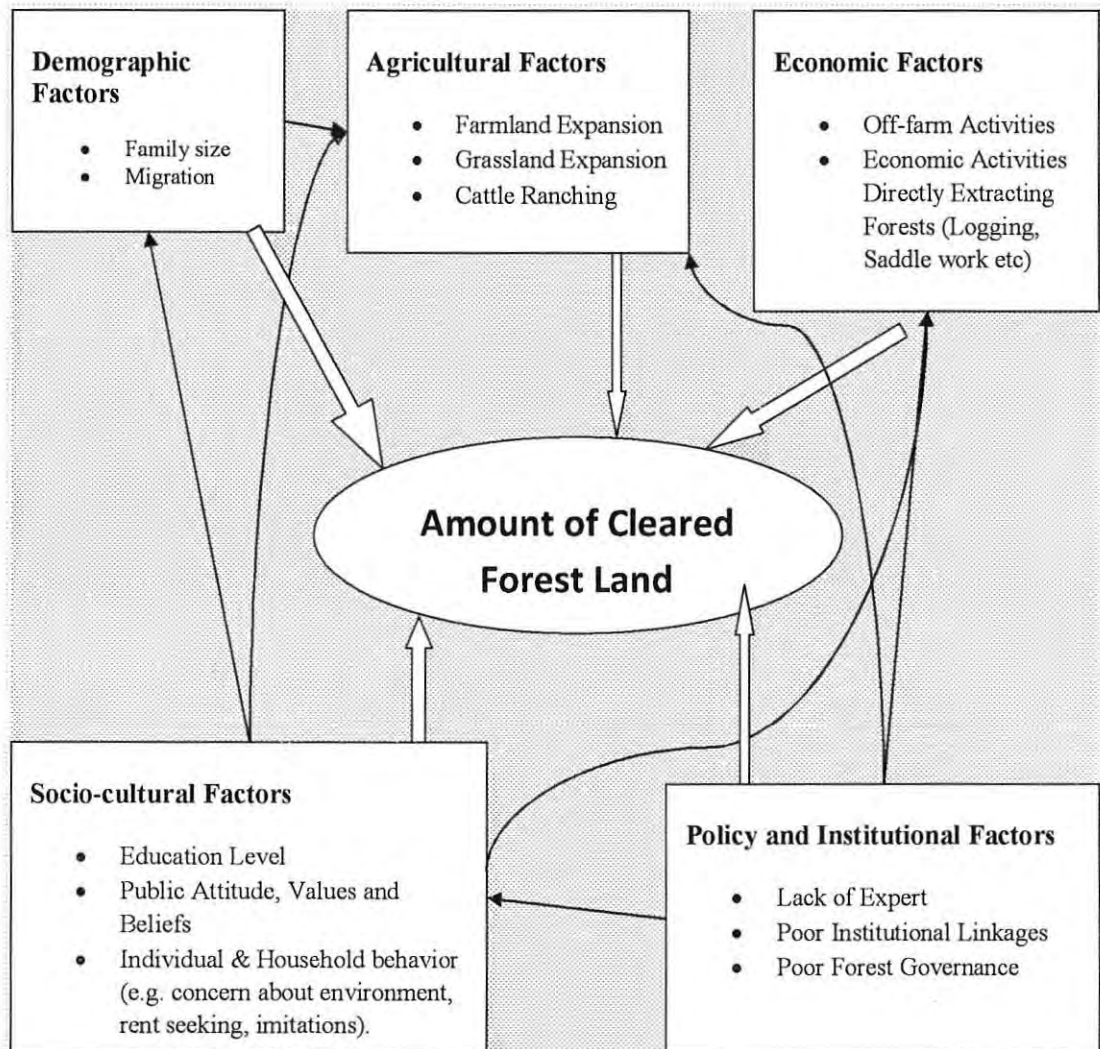 Demographic
Factors
• Family size
• Migration
Agricultural Factors
• Farmland Expansion
• Grassland Expansion
• Cattle Ranching
Economic Factors
• Off-farm Activities
• Economic Activities
Directly Extracting
Forests (Logging,
Saddle work etc)
Amount of Cleared
Forest Land
Socio-cultural Factors
• Education Level
• Public Attitude, Values and
Beliefs
• Individual & Household behavior
(e.g. concern about environment,
rent seeking, imitations).
Policy and Institutional Factors
• Lack of Expert
• Poor Institutional Linkages
• Poor Forest Governance